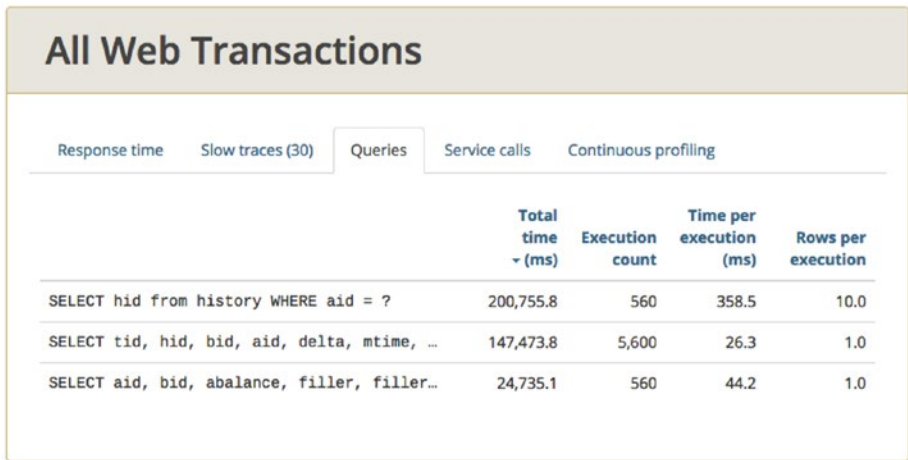 All Web Transactions
Response time Slow traces (30) Queries Service calls Continuous profiling
Total time (ms) Execution count Time per execution (ms) Rows per execution
SELECT hid from history WHERE aid = ? 200,755.8 560 358.5 10.0
SELECT tid, hid, bid, aid, delta, mtime, … 147,473.8 5,600 26.3 1.0
SELECT aid, bid, abalance, filler, filler… 24,735.1 560 44.2 1.0